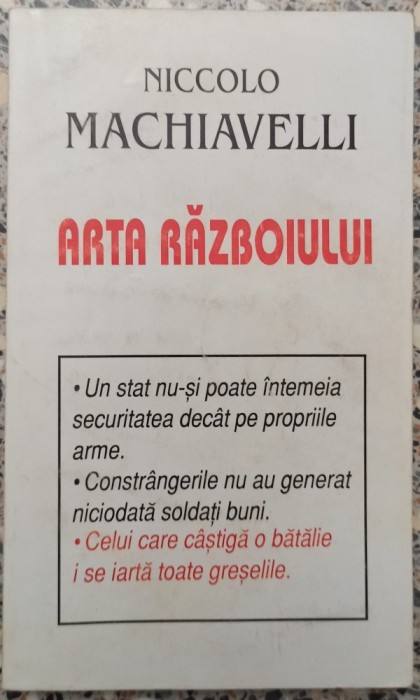 NICCOLO
MACHIAVELLI
ARTA RĂZBOIULUI
• Un stat nu-și poate întemeia
securitatea decât pe propriile
arme.
• Constrângerile nu au generat
niciodată soldați buni.
• Celui care câștigă o bătălie
i se iartă toate greșelile.